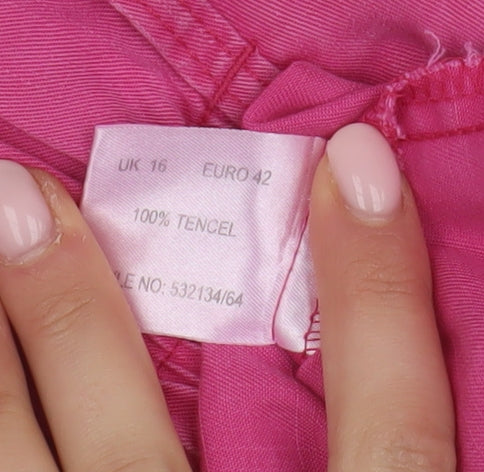 UK 16 EURO 42
100% TENCEL
LE NO: 532134/64